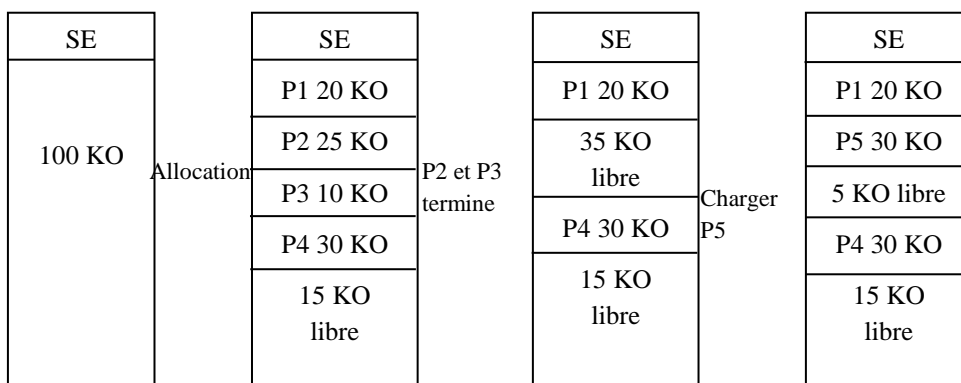 SE
100 KO
Allocation
SE
P1 20 KO
P2 25 KO
P3 10 KO
P4 30 KO
15 KO
libre
P2 et P3
termine
SE
P1 20 KO
35 KO
libre
P4 30 KO
15 KO
libre
Charger
P5
SE
P1 20 KO
P5 30 KO
5 KO libre
P4 30 KO
15 KO
libre